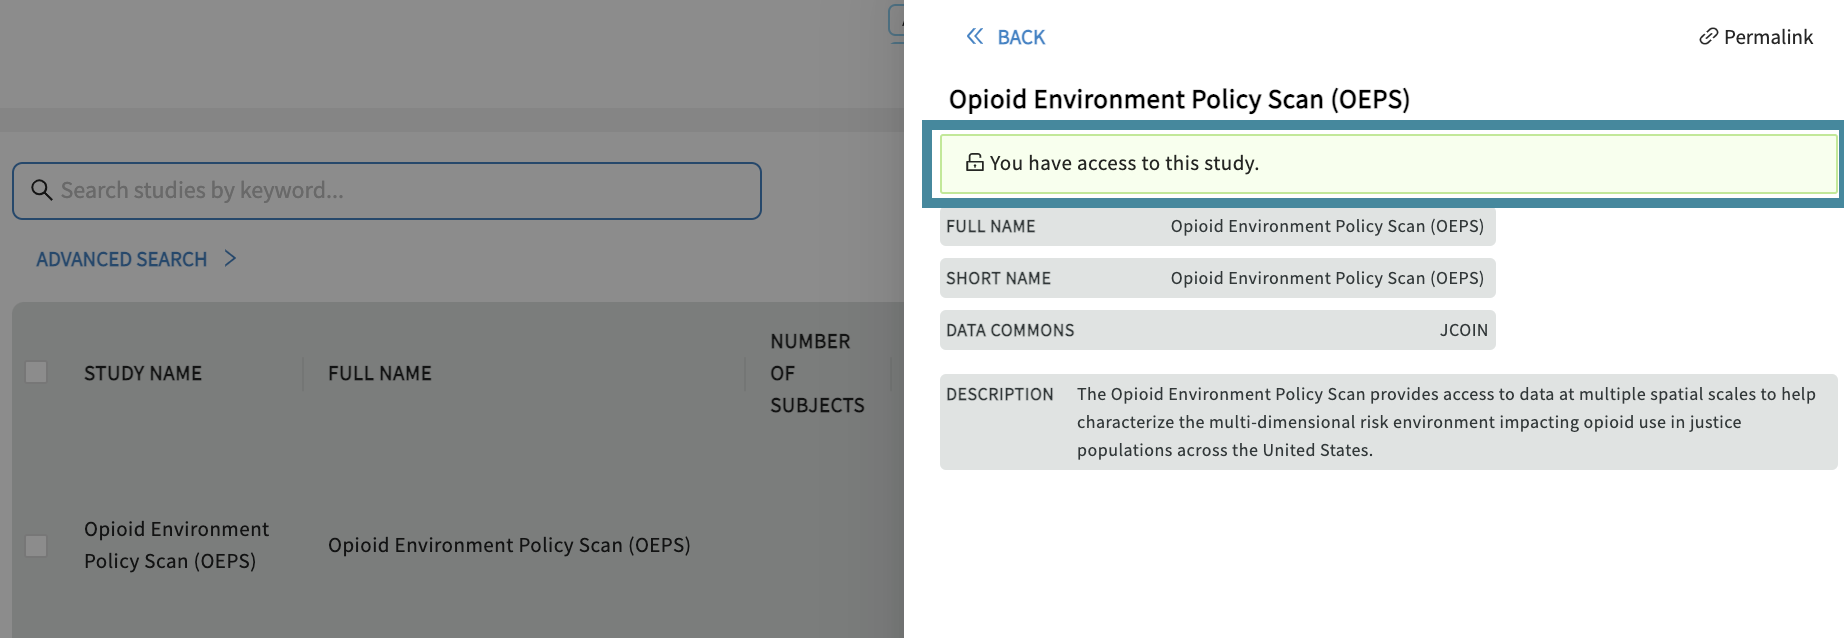 Search studies by keyword...
ADVANCED SEARCH
STUDY NAME
FULL NAME
NUMBER
OF
SUBJECTS
Opioid Environment
Policy Scan (OEPS)
Opioid Environment Policy Scan (OEPS)
BACK
Permalink
Opioid Environment Policy Scan (OEPS)
You have access to this study.
FULL NAME Opioid Environment Policy Scan (OEPS)
SHORT NAME Opioid Environment Policy Scan (OEPS)
DATA COMMONS JCOIN
DESCRIPTION The Opioid Environment Policy Scan provides access to data at multiple spatial scales to help
characterize the multi-dimensional risk environment impacting opioid use in justice
populations across the United States.